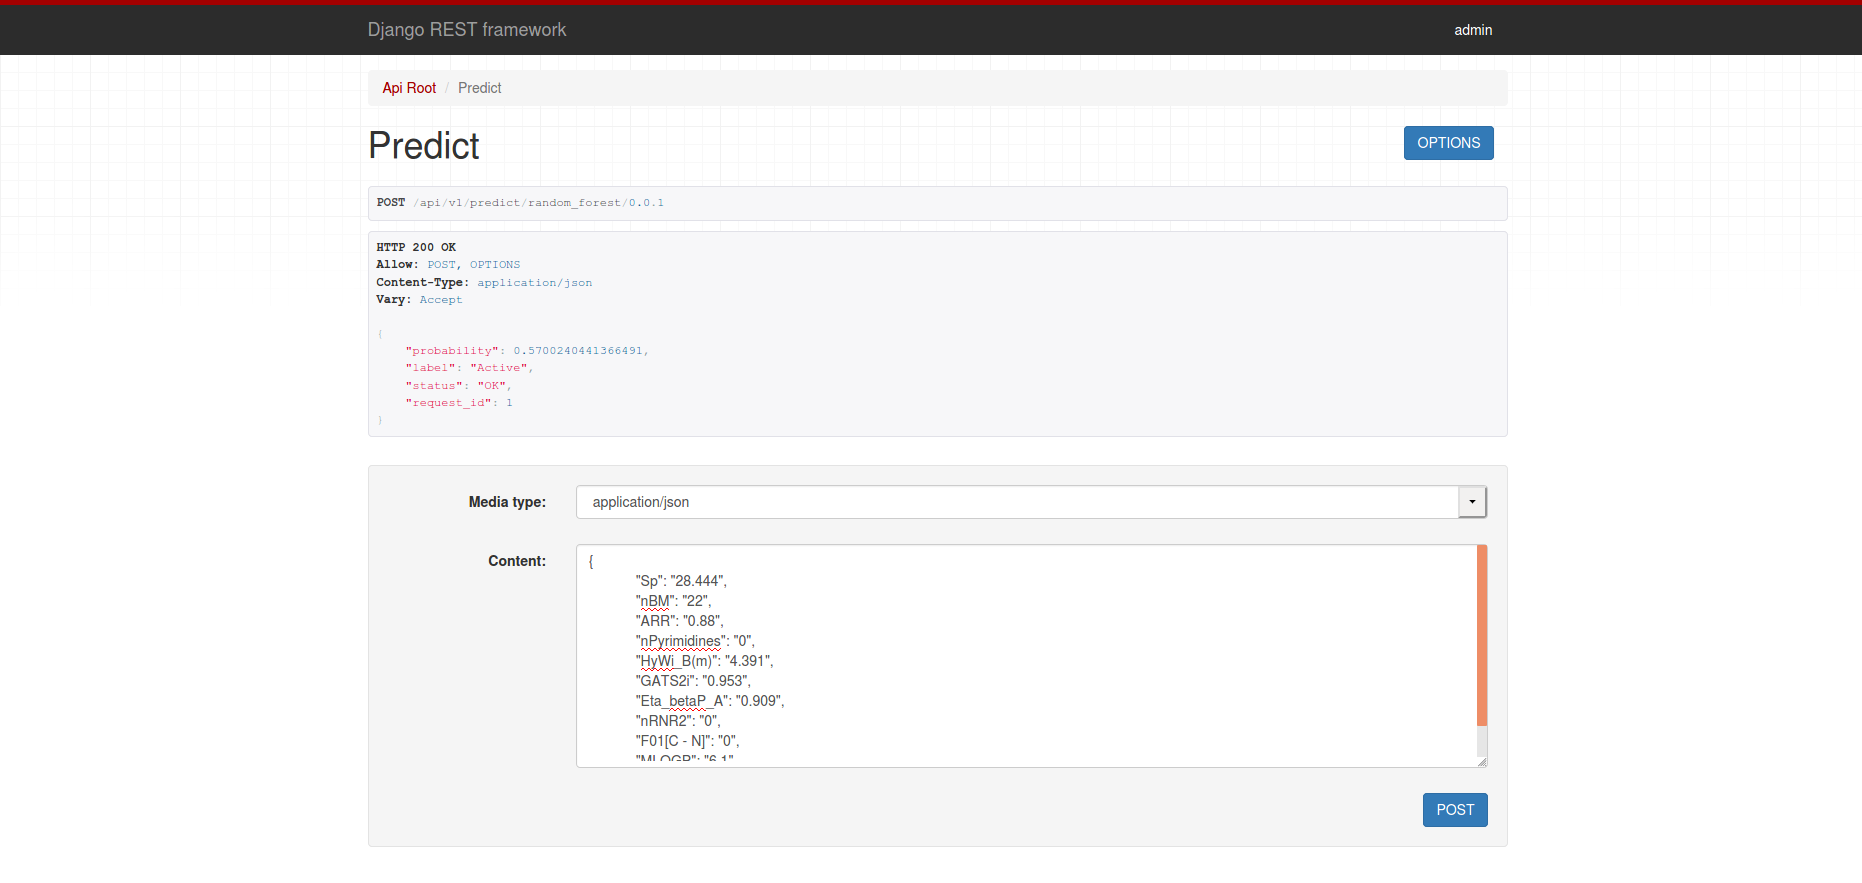 Django REST framework
admin
Api Root / Predict
Predict
OPTIONS
POST /api/v1/predict/random_forest/0.0.1
HTTP 200 OK
Allow: POST, OPTIONS
Content-Type: application/json
Vary: Accept
{
"probability": 0.5700240441366491,
"label": "Active",
"status": "OK",
"request_id": 1
}
Media type:
application/json
Content:
{
"Sp": "28.444",
"nBM": "22",
"ARR": "0.88",
"nPyrimidines": "0",
"HyWi_B(m)": "4.391",
"GATS2i": "0.953",
"Eta_betaP_A": "0.909",
"nRNR2": "0",
"F01[C - N]": "0",
"MLOGP": "6.1"
POST